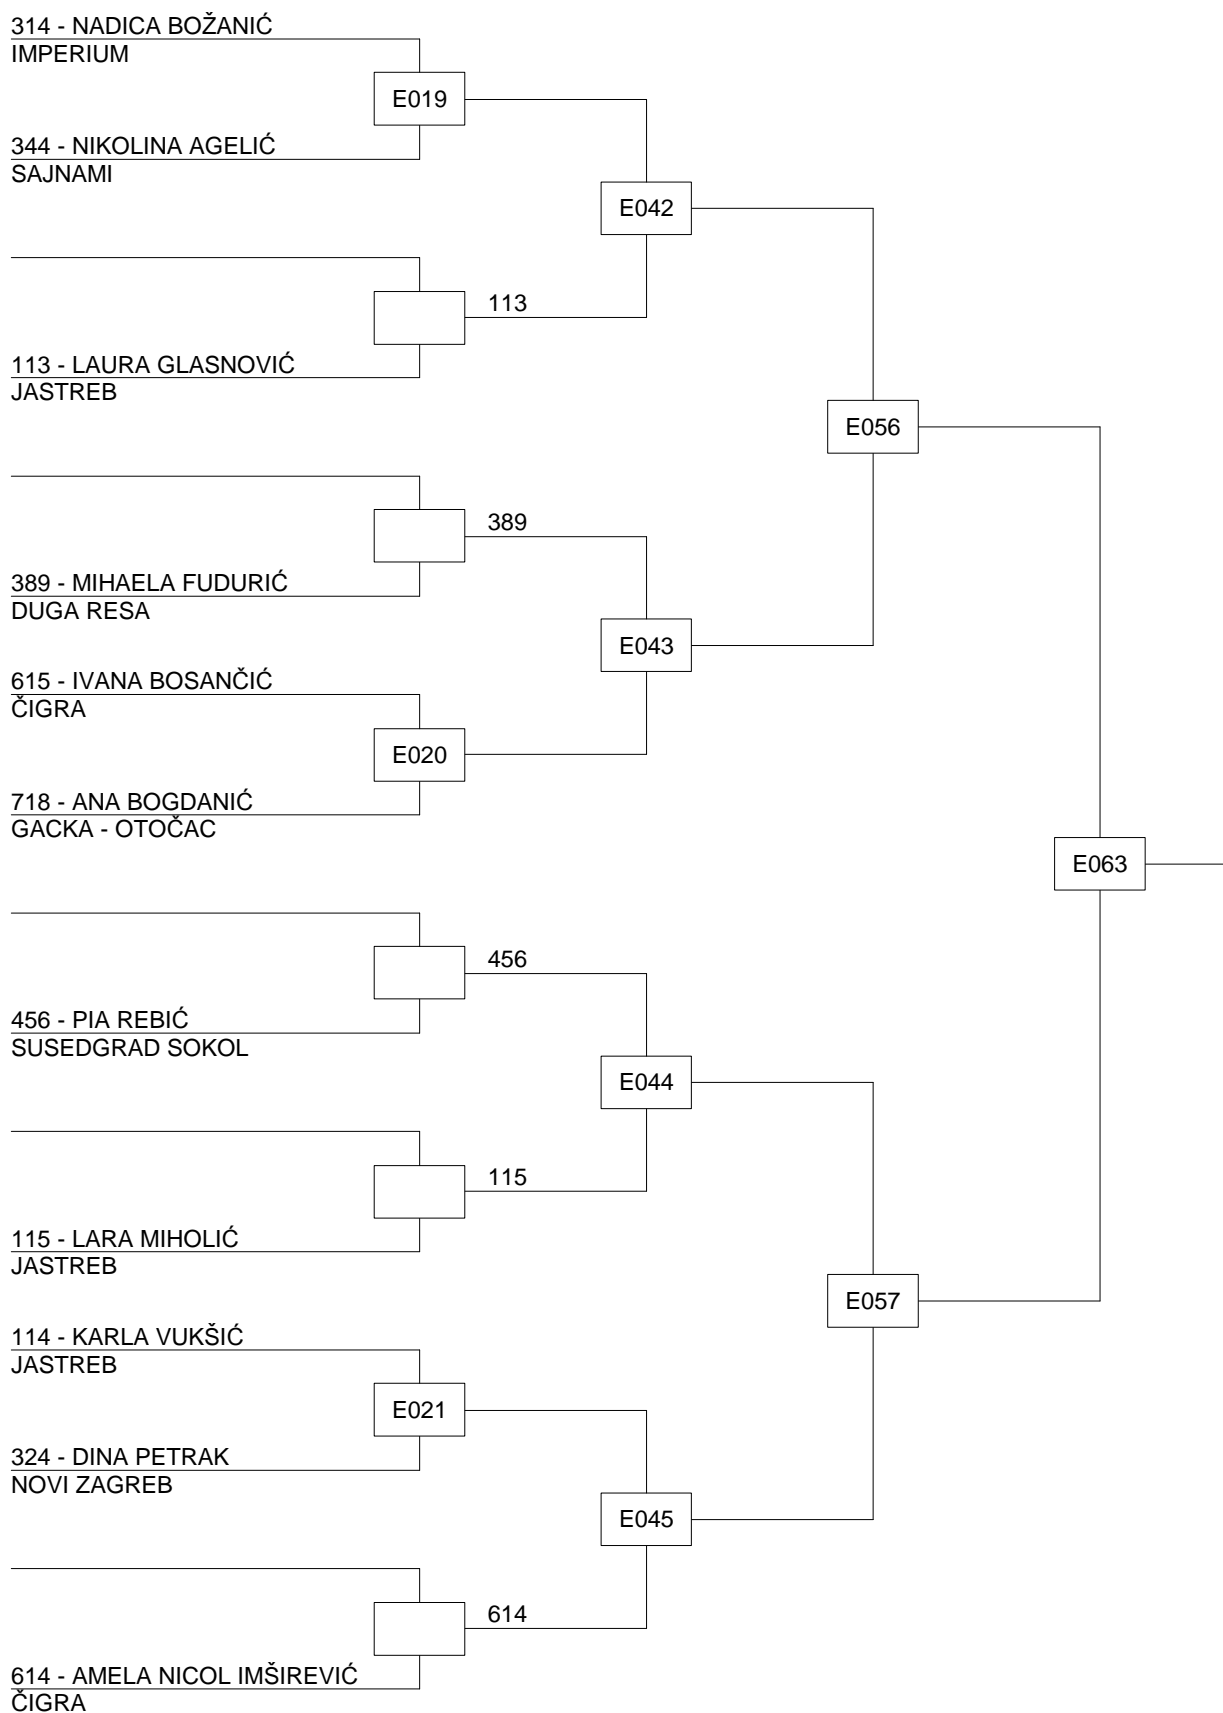 314 - NADICA BOŽANIĆ
IMPERIUM
E019
344 - NIKOLINA AGELIĆ
SAJNAMI
E042
113
113 - LAURA GLASNOVIĆ
JASTREB
E056
389
389 - MIHAELA FUDURIĆ
DUGA RESA
E043
615 - IVANA BOSANČIĆ
ČIGRA
E020
718 - ANA BOGDANIĆ
GACKA - OTOČAC
E063
456
456 - PIA REBIĆ
SUSEDGRAD SOKOL
E044
115
115 - LARA MIHOLIĆ
JASTREB
E057
114 - KARLA VUKŠIĆ
JASTREB
E021
324 - DINA PETRAK
NOVI ZAGREB
E045
614
614 - AMELA NICOL IMŠIREVIĆ
ČIGRA